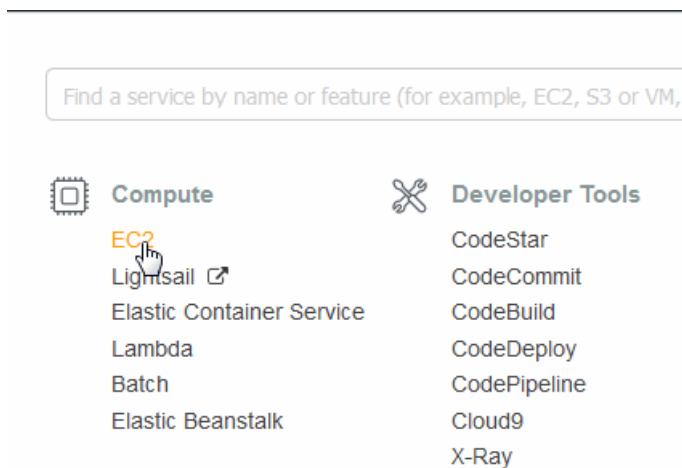 Find a service by name or feature (for example, EC2, S3 or VM,
Compute
EC2
Lightsail
Elastic Container Service
Lambda
Batch
Elastic Beanstalk
Developer Tools
CodeStar
CodeCommit
CodeBuild
CodeDeploy
CodePipeline
Cloud9
X-Ray